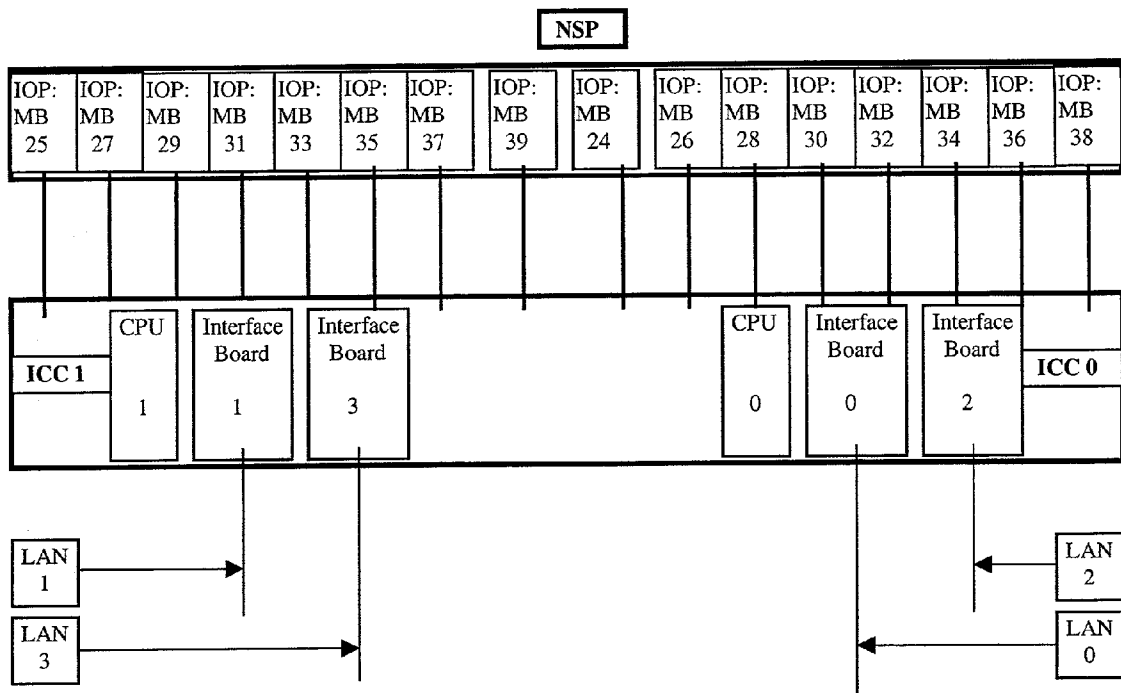 NSP
IOP: MB 25
IOP: MB 27
IOP: MB 29
IOP: MB 31
IOP: MB 33
IOP: MB 35
IOP: MB 37
IOP: MB 39
IOP: MB 24
IOP: MB 26
IOP: MB 28
IOP: MB 30
IOP: MB 32
IOP: MB 34
IOP: MB 36
IOP: MB 38
ICC 1
CPU
1
Interface
Board
1
Interface
Board
3
CPU
0
Interface
Board
0
Interface
Board
2
ICC 0
LAN
1
LAN
2
LAN
3
LAN
0